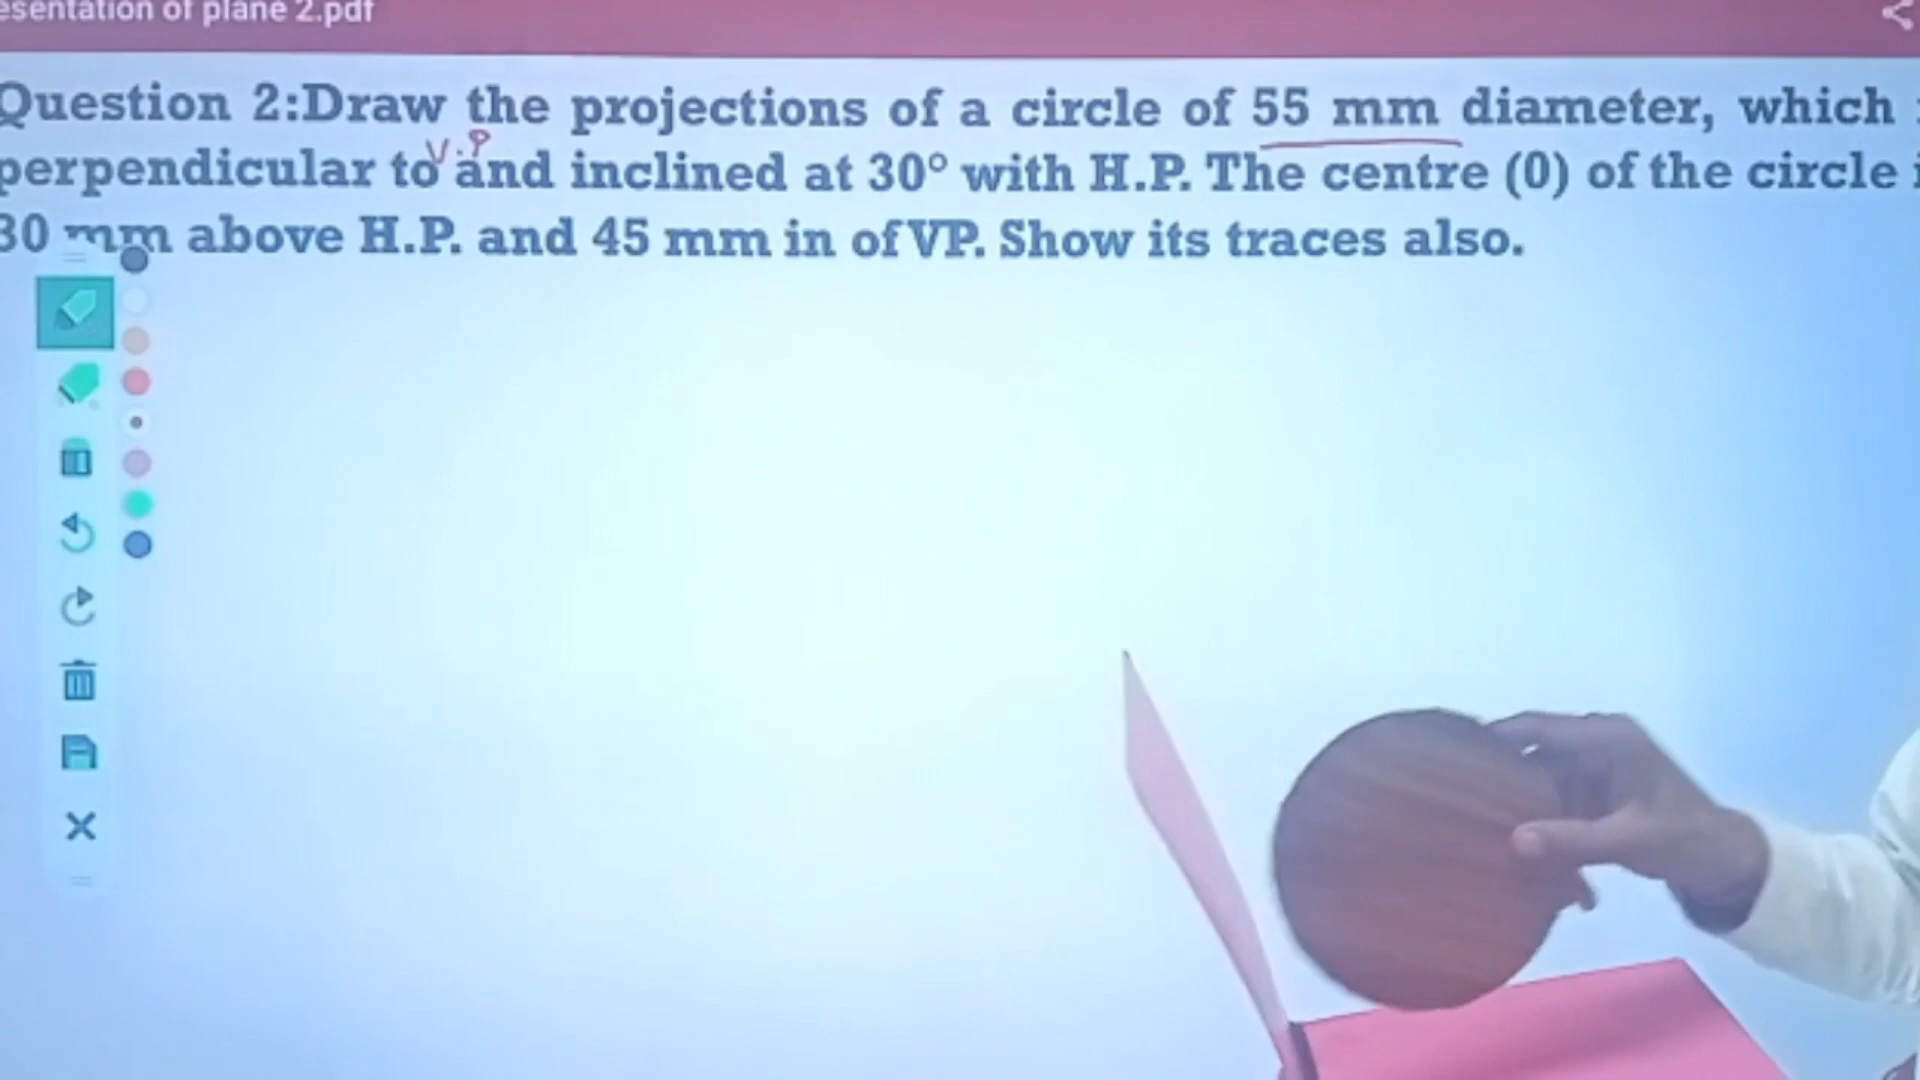 esentation of plane 2.pdf
Question 2:Draw the projections of a circle of 55 mm diameter, which
V.P
perpendicular to and inclined at 30° with H.P. The centre (0) of the circle
30 mm above H.P. and 45 mm in of VP. Show its traces also.